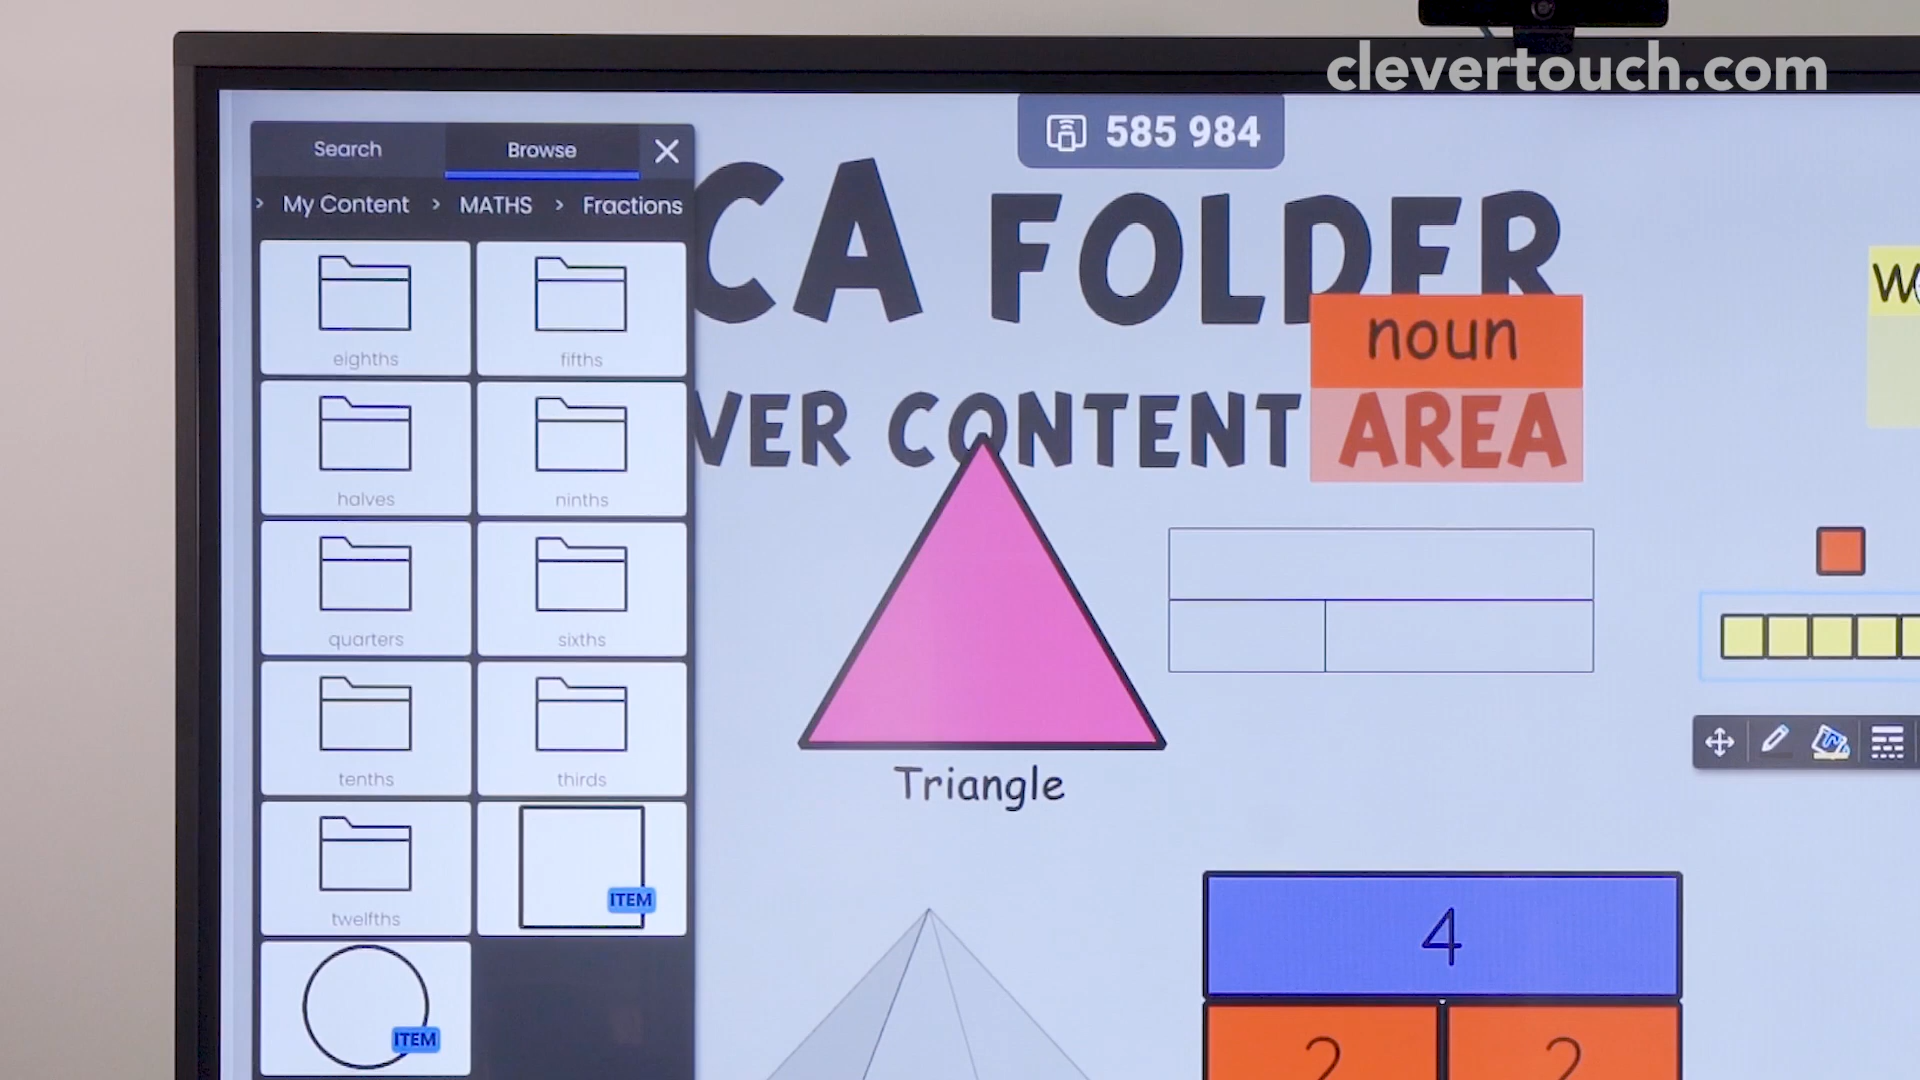 clevertouch.com
585 984
Search
Browse
> My Content > MATHS > Fractions
CA FOLDER
noun
VER CONTENT AREA
eighths
fifths
halves
ninths
quarters
sixths
tenths
thirds
twelfths
ITEM
ITEM
Triangle
4
2
2